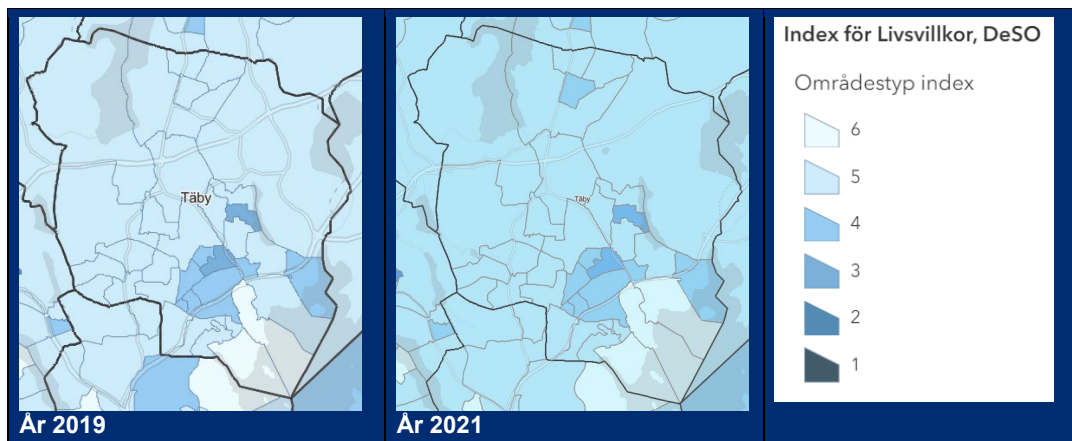 Täby
År 2019
Täby
År 2021
Index för Livsvillkor, DeSO
Områdestyp index
6
5
4
3
2
1